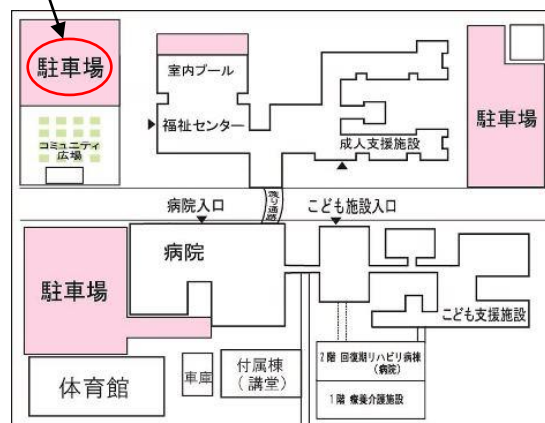 駐車場
室内プール
福祉センター
成人支援施設
駐車場
コミュニティ
広場
渡り通路
病院入口
こども施設入口
病院
駐車場
こども支援施設
体育館
車庫
付属棟
(講堂)
2階 回復期リハビリ病棟
(病院)
1階 療養介護施設